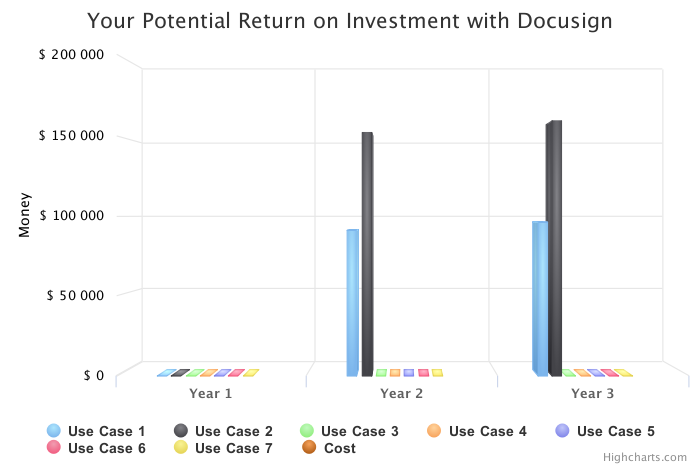 Your Potential Return on Investment with Docusign
$ 200 000
$ 150 000
$ 100 000
$ 50 000
$ 0
Money
Year 1
Year 2
Year 3
Use Case 1
Use Case 2
Use Case 3
Use Case 4
Use Case 5
Use Case 6
Use Case 7
Cost
Highcharts.com